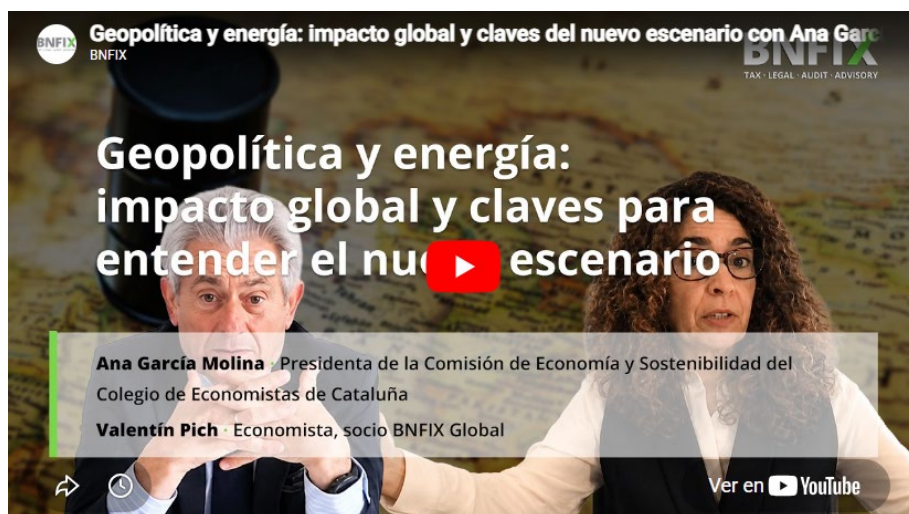 BNFIX
Geopolítica y energía: impacto global y claves del nuevo escenario con Ana Garc
BNFIX
BNFIX
TAX · LEGAL · AUDIT · ADVISORY
Geopolítica y energía:
impacto global y claves para
entender el escenario
Ana García Molina · Presidenta de la Comisión de Economía y Sostenibilidad del
Colegio de Economistas de Cataluña
Valentín Pich · Economista, socio BNFIX Global
Ver en YouTube